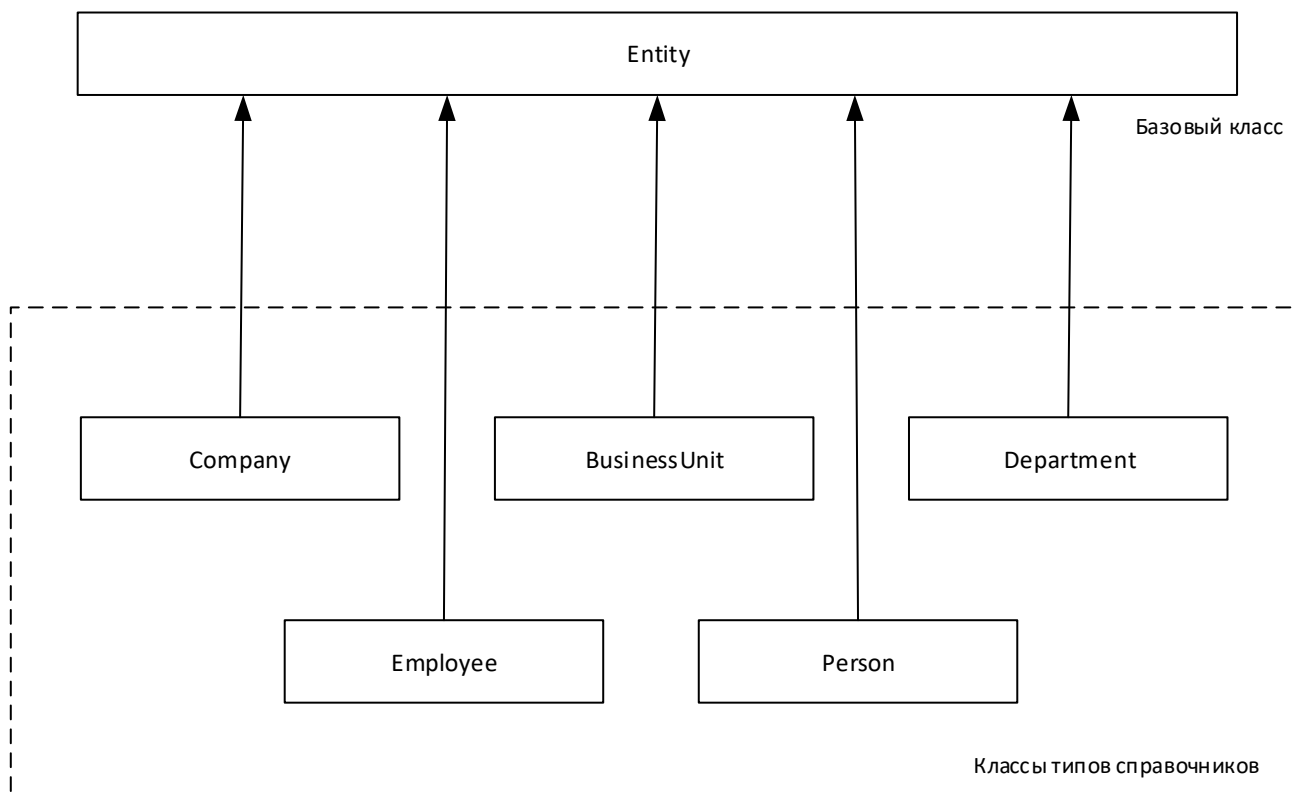 Entity
Базовый класс
Company
BusinessUnit
Department
Employee
Person
Классы типов справочников